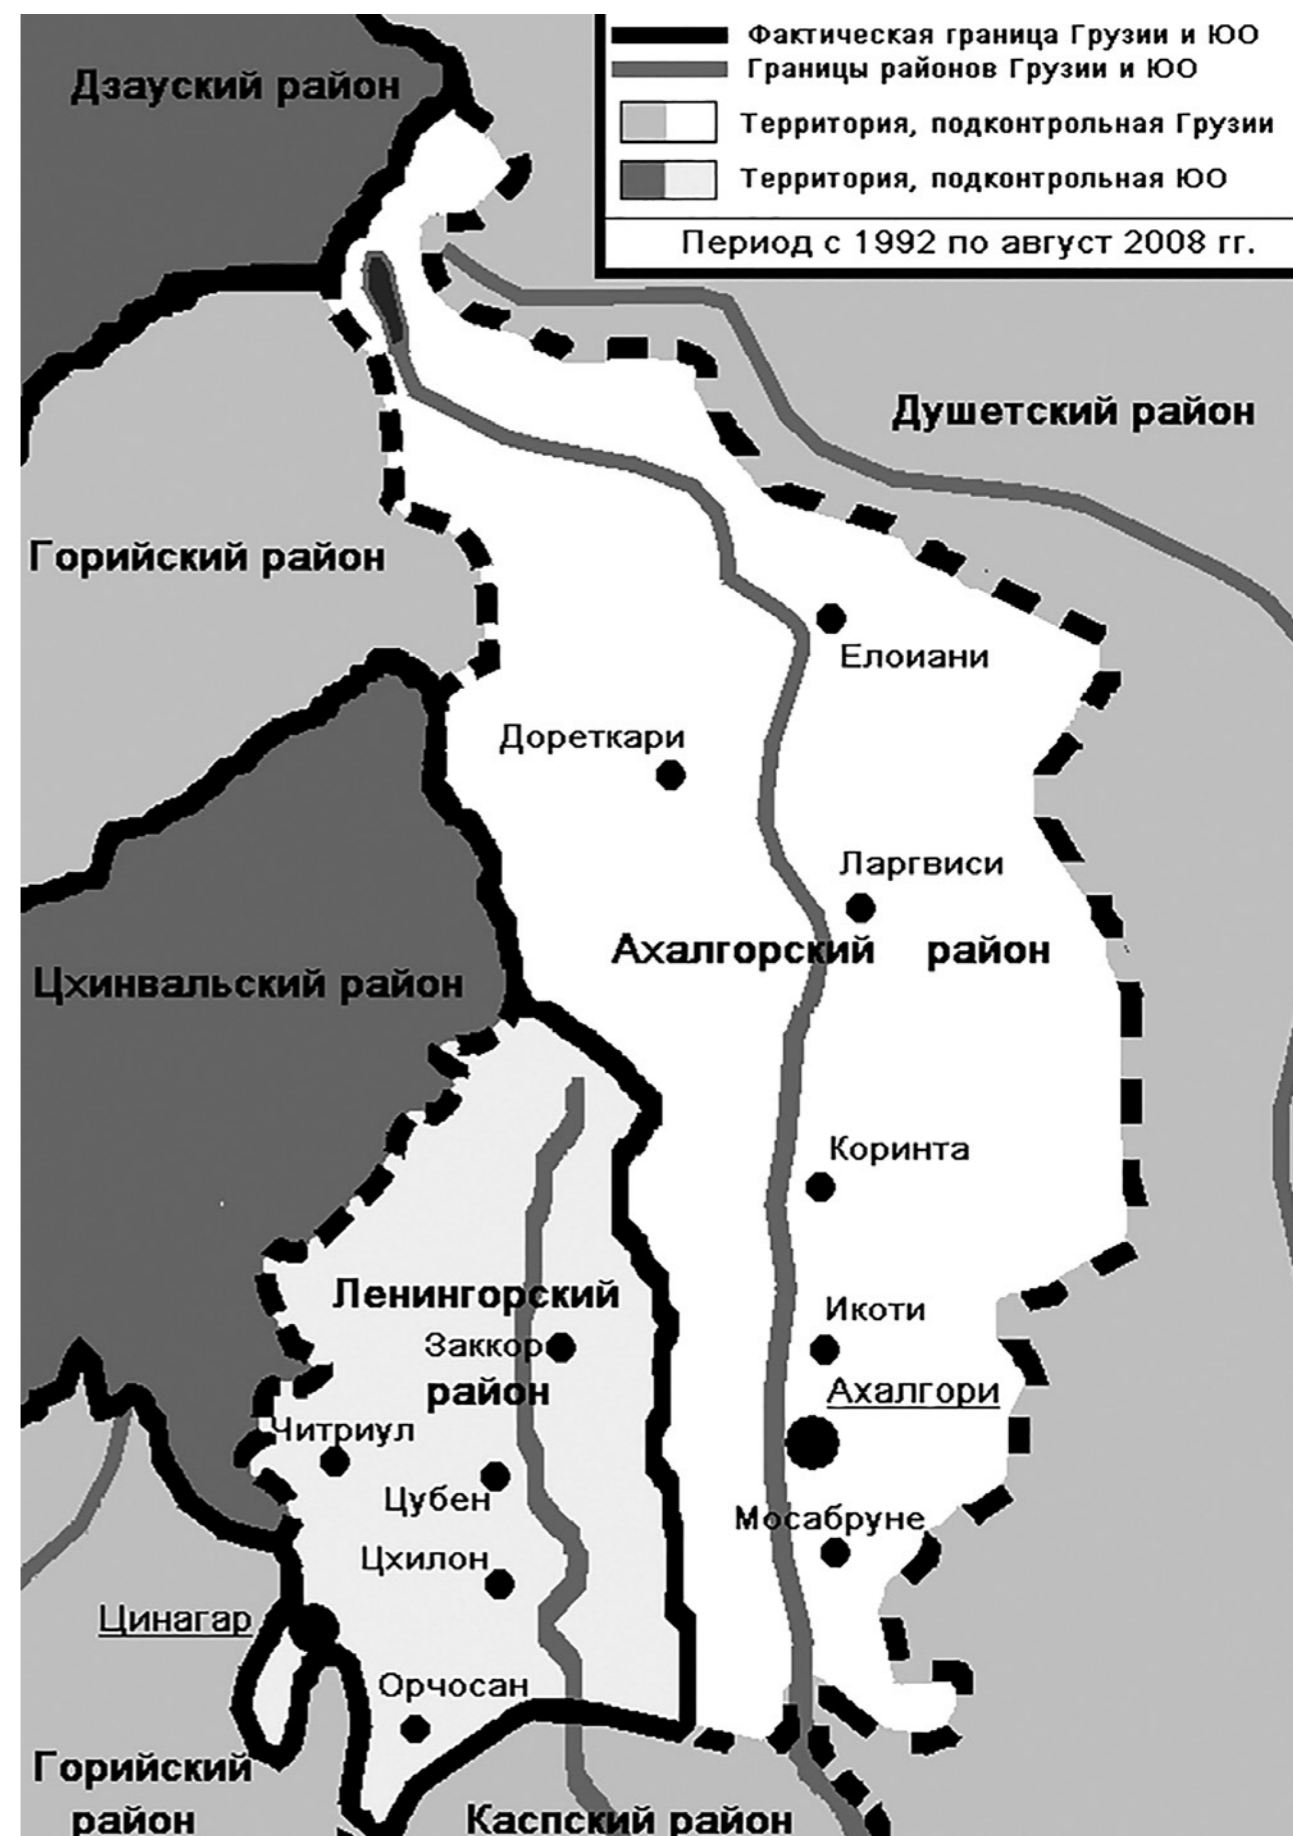 Фактическая граница Грузии и ЮО
Границы районов Грузии и ЮО
Территория, подконтрольная Грузии
Территория, подконтрольная ЮО
Период с 1992 по август 2008 гг.
Дзауский район
Душетский район
Горийский район
Елоиани
Дореткари
Ларгвиси
Ахалгорский район
Цхинвальский район
Коринта
Ленингорский
Заккор
район
Икоти
Ахалгори
Читриул
Цубен
Мосабруне
Цхилон
Цинагар
Орчосан
Горийский
район
Каспский район